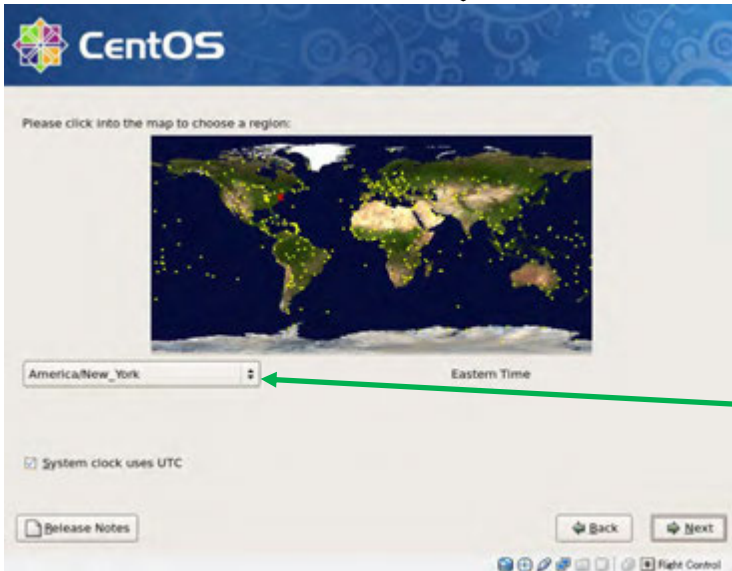 CentOS
Please click into the map to choose a region:
America/New_York
Eastern Time
System clock uses UTC
Release Notes
Back
Next
Right Control